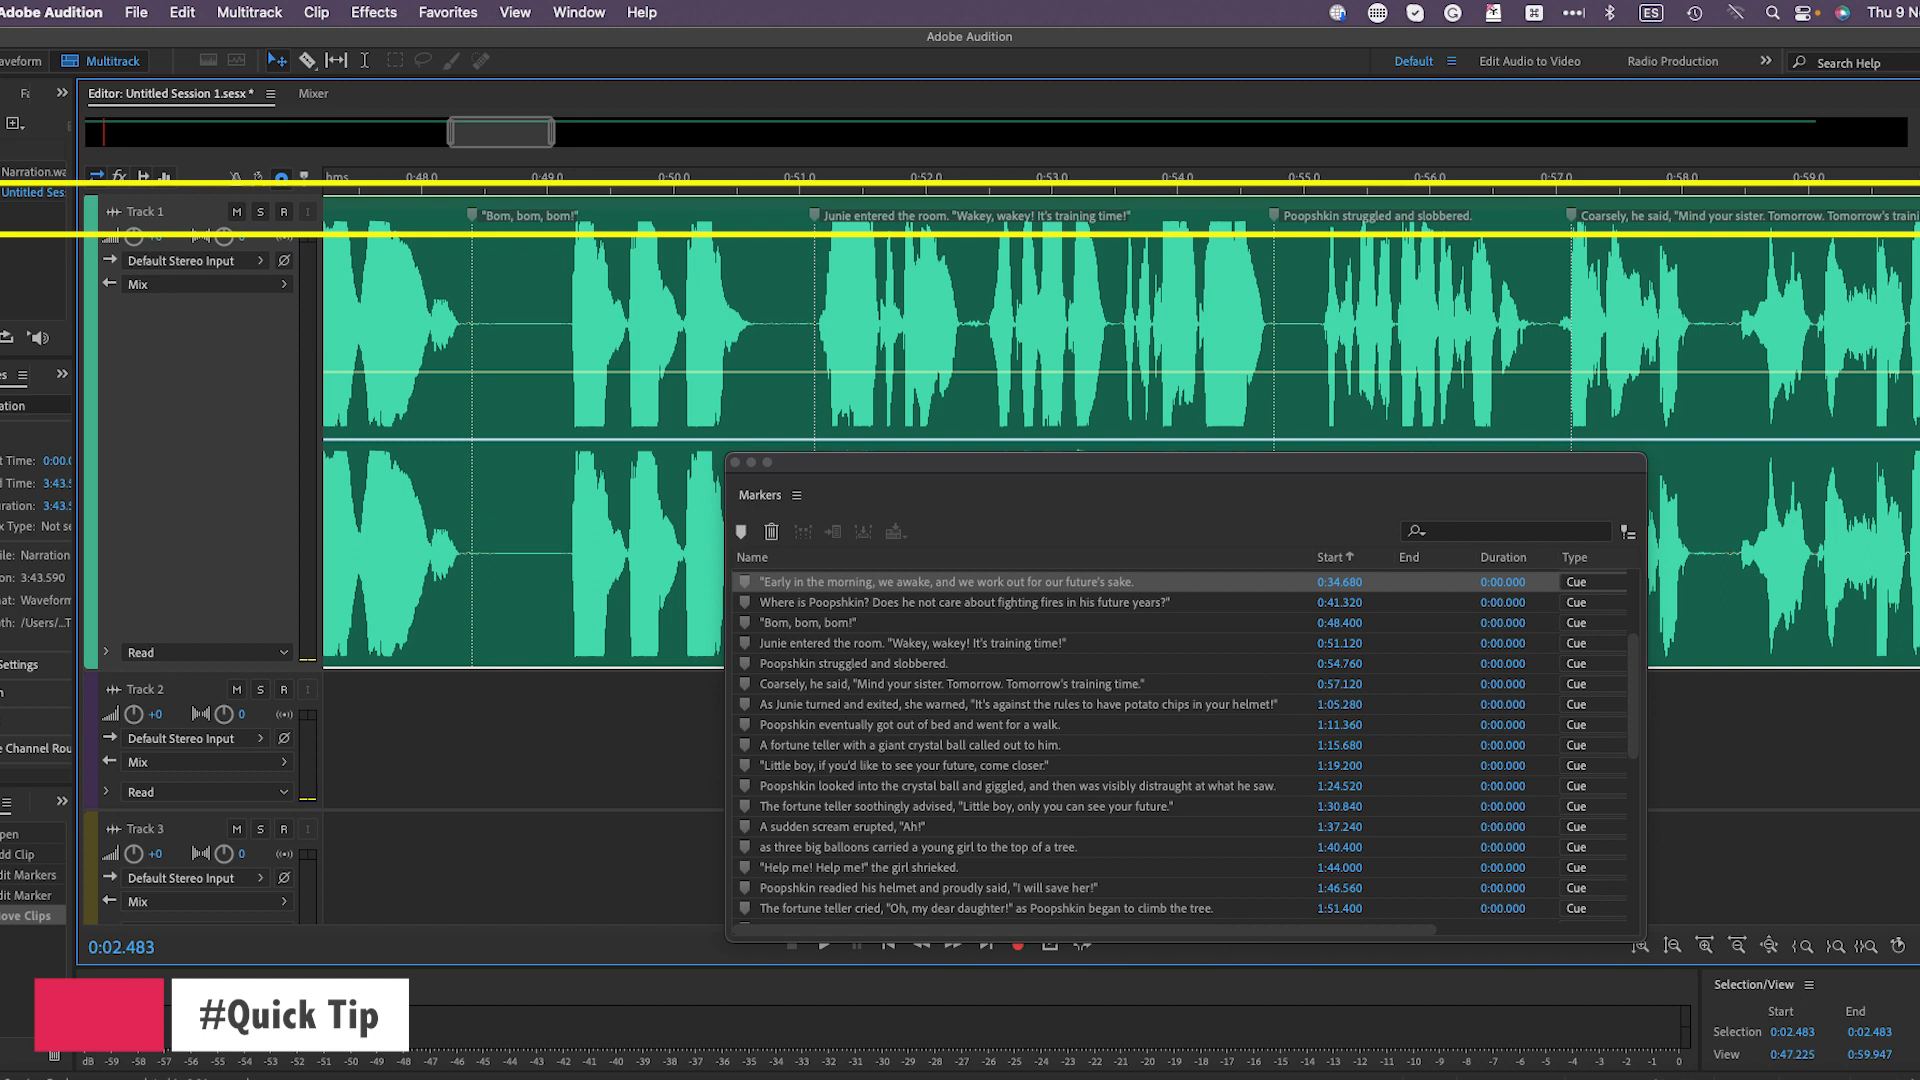 Adobe Audition File Edit Multitrack Clip Effects Favorites View Window Help ES Thu 9 N
Adobe Audition
aveform Multitrack Default Edit Audio to Video Radio Production Search Help
Editor: Untitled Session 1.sesx * Mixer
Narration.wa
Untitled Ses
hms 0:48.0 0:49.0 0:50.0 0:51.0 0:52.0 0:53.0 0:54.0 0:55.0 0:56.0 0:57.0 0:58.0 0:59.0
Track 1 M S R I
"Bom, bom, bom!" Junie entered the room. "Wakey, wakey! It's training time!" Poopshkin struggled and slobbered. Coarsely, he said, "Mind your sister. Tomorrow. Tomorrow's traini
+0 0
Default Stereo Input
Mix
Read
ation
t Time: 0:00.0
d Time: 3:43.5
uration: 3:43.5
x Type: Not se
ile: Narration
on: 3:43.590
nat: Waveform
th: /Users/...T
Settings
e Channel Rou
pen
dd Clip
dit Markers
dit Marker
ove Clips
Track 2 M S R I
+0 0
Default Stereo Input
Mix
Read
Track 3 M S R I
+0 0
Default Stereo Input
Mix
Markers
Name Start End Duration Type
"Early in the morning, we awake, and we work out for our future's sake. 0:34.680 0:00.000 Cue
Where is Poopshkin? Does he not care about fighting fires in his future years?" 0:41.320 0:00.000 Cue
"Bom, bom, bom!" 0:48.400 0:00.000 Cue
Junie entered the room. "Wakey, wakey! It's training time!" 0:51.120 0:00.000 Cue
Poopshkin struggled and slobbered. 0:54.760 0:00.000 Cue
Coarsely, he said, "Mind your sister. Tomorrow. Tomorrow's training time." 0:57.120 0:00.000 Cue
As Junie turned and exited, she warned, "It's against the rules to have potato chips in your helmet!" 1:05.280 0:00.000 Cue
Poopshkin eventually got out of bed and went for a walk. 1:11.360 0:00.000 Cue
A fortune teller with a giant crystal ball called out to him. 1:15.680 0:00.000 Cue
"Little boy, if you'd like to see your future, come closer." 1:19.200 0:00.000 Cue
Poopshkin looked into the crystal ball and giggled, and then was visibly distraught at what he saw. 1:24.520 0:00.000 Cue
The fortune teller soothingly advised, "Little boy, only you can see your future." 1:30.840 0:00.000 Cue
A sudden scream erupted, "Ah!" 1:37.240 0:00.000 Cue
as three big balloons carried a young girl to the top of a tree. 1:40.400 0:00.000 Cue
"Help me! Help me!" the girl shrieked. 1:44.000 0:00.000 Cue
Poopshkin readied his helmet and proudly said, "I will save her!" 1:46.560 0:00.000 Cue
The fortune teller cried, "Oh, my dear daughter!" as Poopshkin began to climb the tree. 1:51.400 0:00.000 Cue
0:02.483
#Quick Tip
dB -59 -58 -57 -56 -55 -54 -53 -52 -51 -50 -49 -48 -47 -46 -45 -44 -43 -42 -41 -40 -39 -38 -37 -36 -35 -34 -33 -32 -31 -30 -29 -28 -27 -26 -25 -24 -23 -22 -21 -20 -19 -18 -17 -16 -15 -14 -13 -12 -11 -10 -9 -8 -7 -6 -5 -4 -3 -2 -1 0
Selection/View
Start End
Selection 0:02.483 0:02.483
View 0:47.225 0:59.947